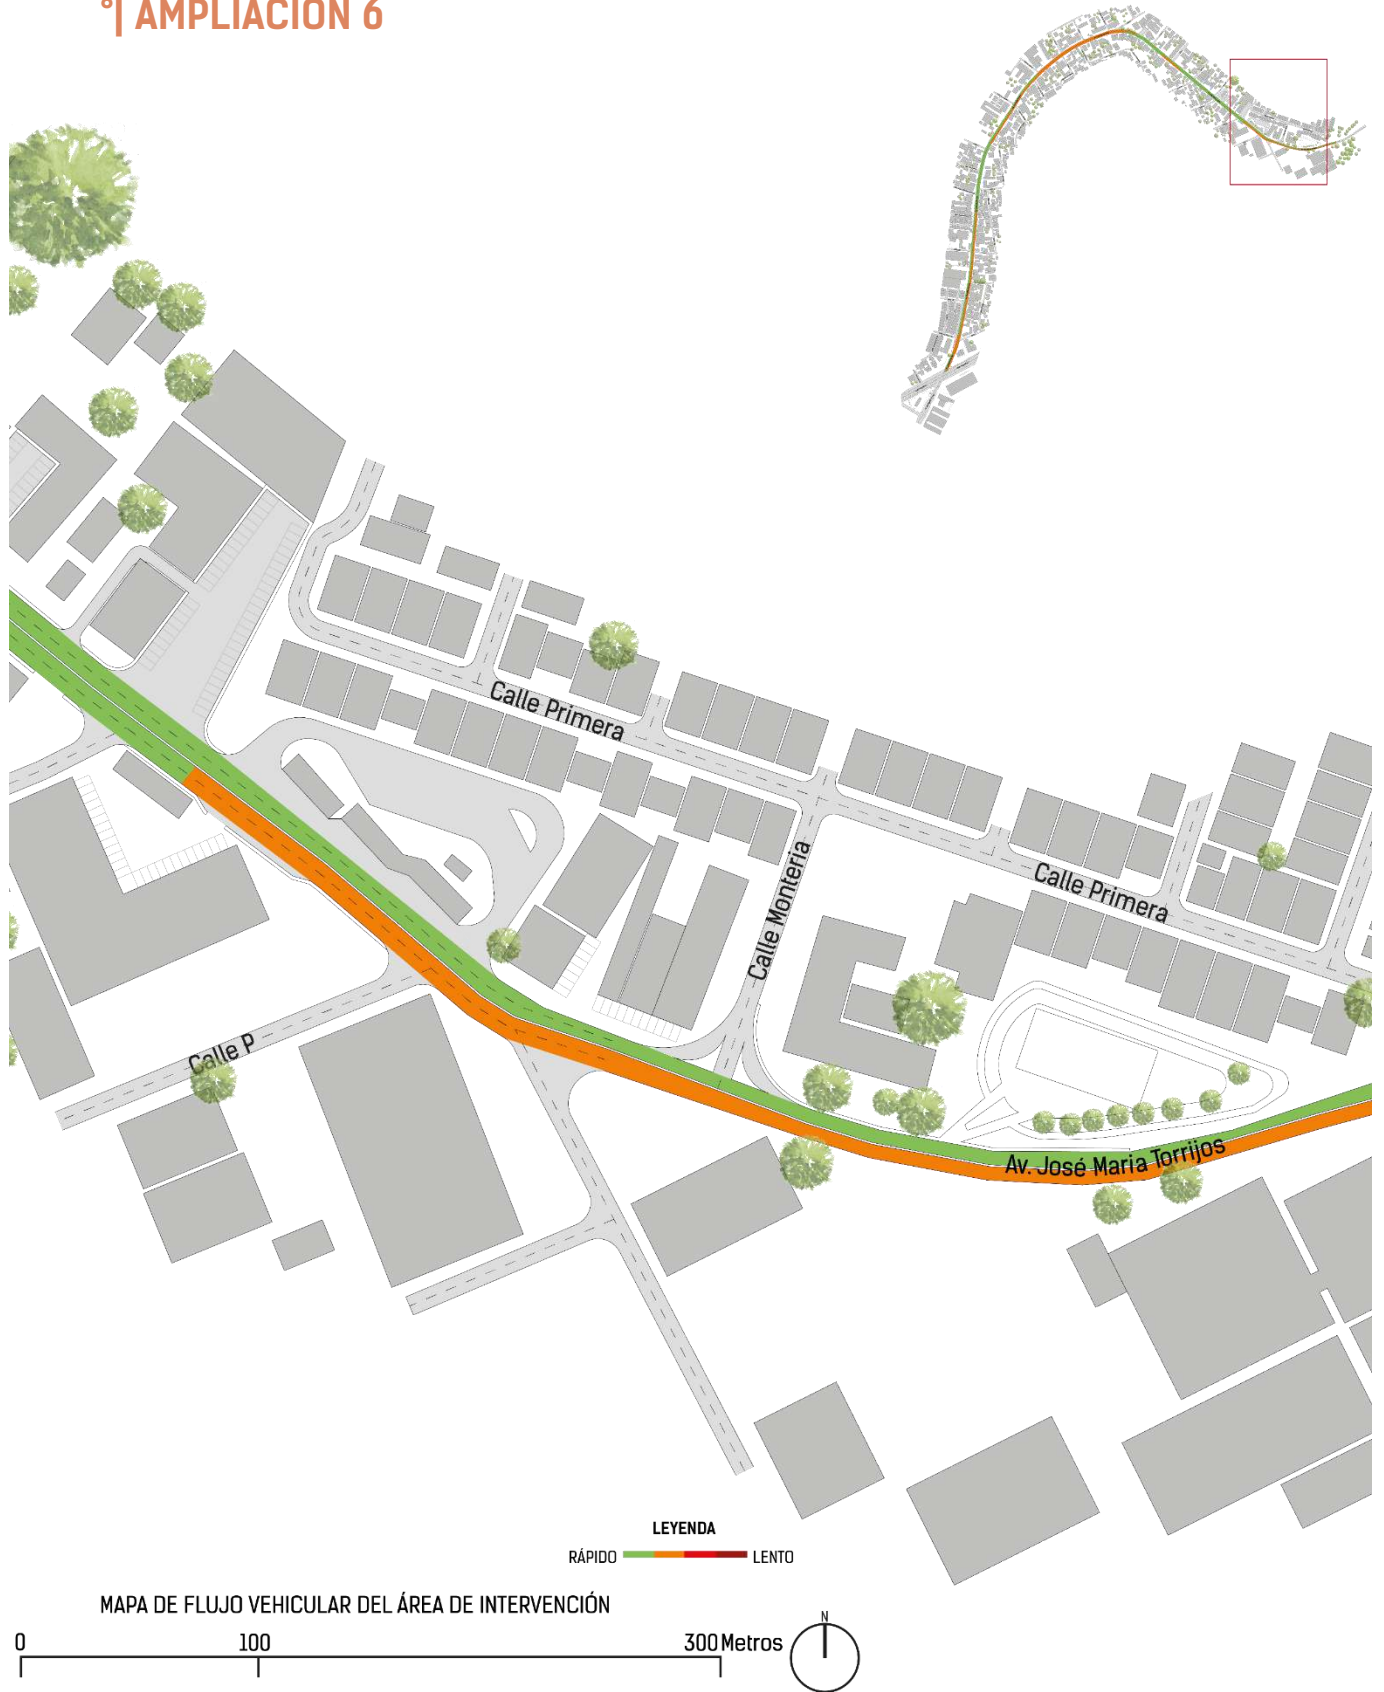 °| AMPLIACIÓN 6
Calle Primera
Calle Primera
Calle Monteria
Calle P
Av. José Maria Torrijos
LEYENDA
RÁPIDO LENTO
MAPA DE FLUJO VEHICULAR DEL ÁREA DE INTERVENCIÓN
N
0 100 300 Metros